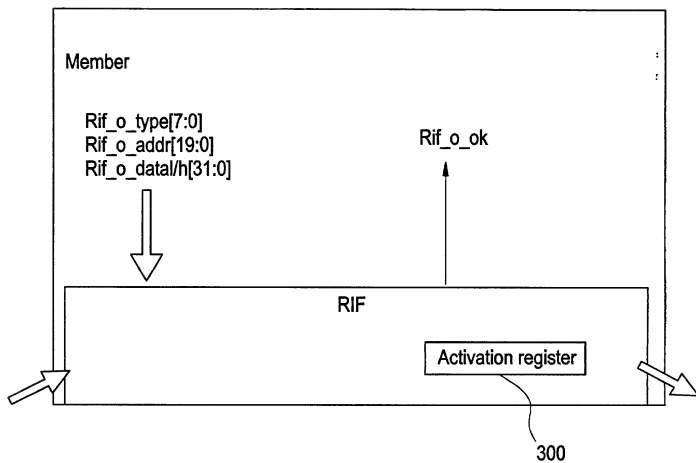 Member
Rif_o_type[7:0]
Rif_o_addr[19:0]
Rif_o_datal/h[31:0]
Rif_o_ok
RIF
Activation register
300